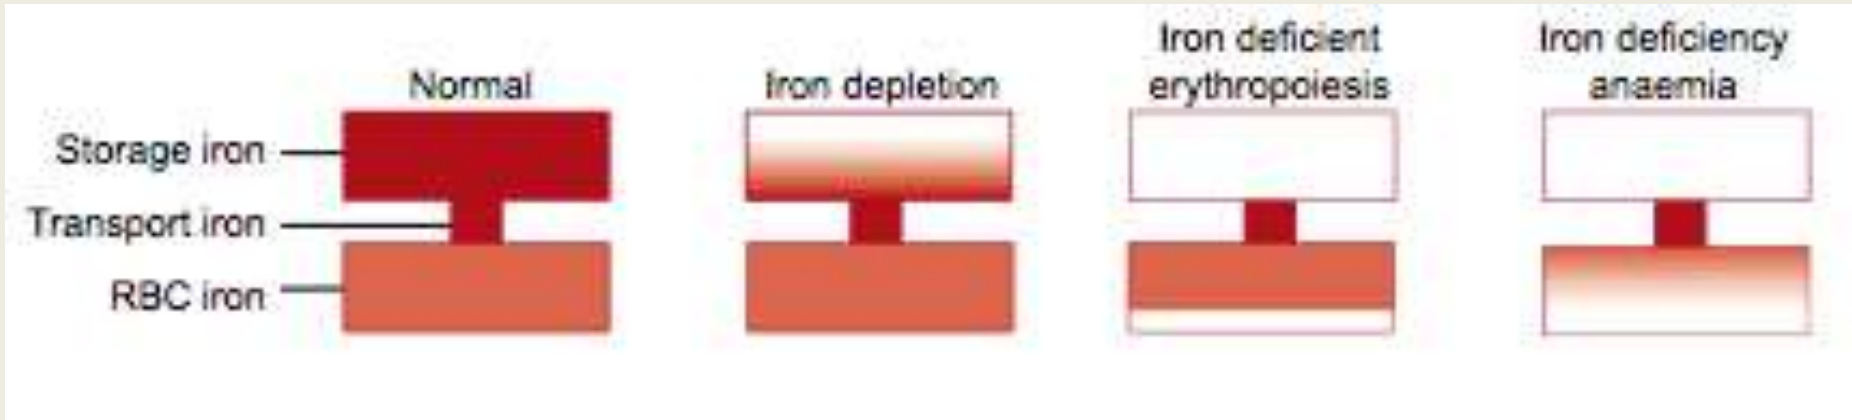 Normal
Iron depletion
Iron deficient
erythropoiesis
Iron deficiency
anaemia
Storage iron
Transport iron
RBC iron